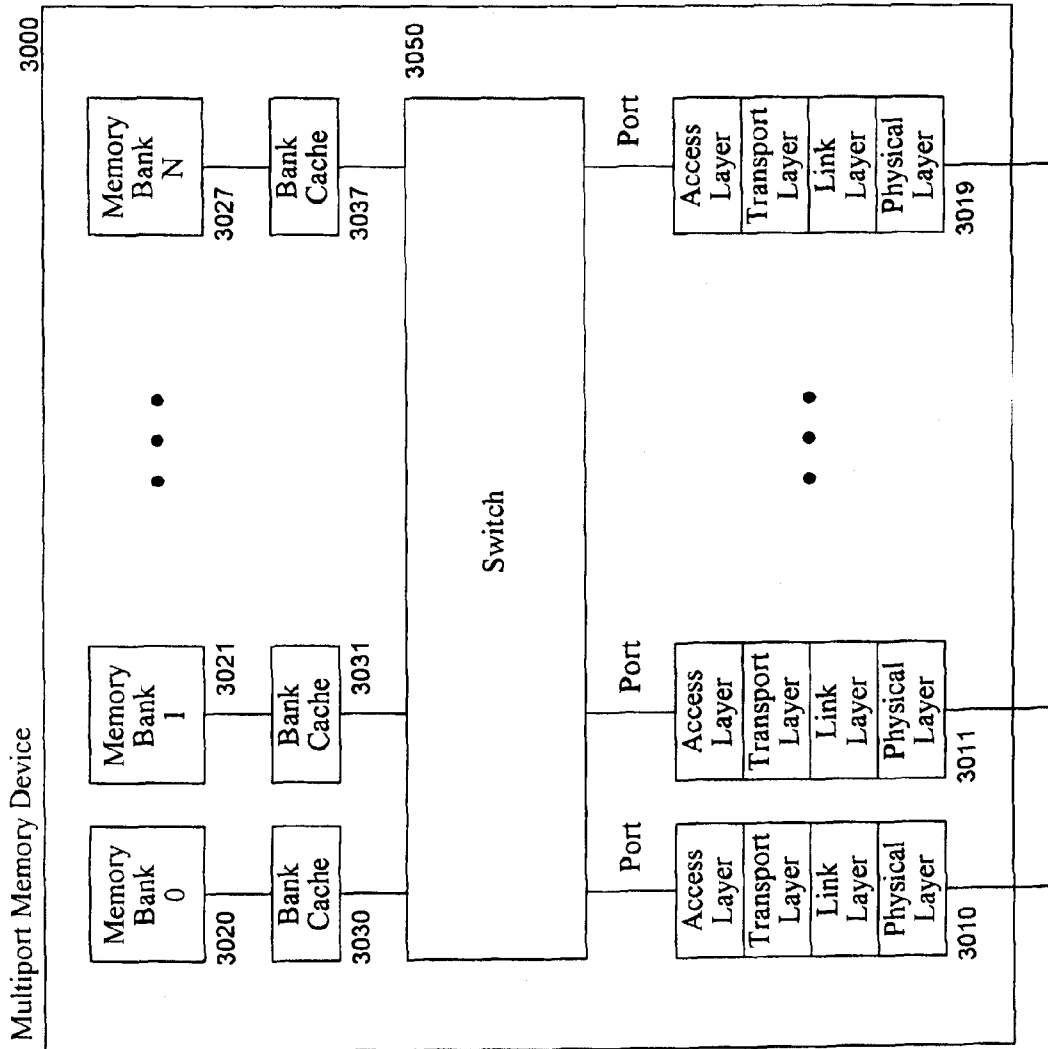 Multiport Memory Device
3000
Memory
Bank
0
3020
Memory
Bank
1
3021
Memory
Bank
N
3027
Bank
Cache
3030
Bank
Cache
3031
Bank
Cache
3037
3050
Switch
Port
Port
Port
Access
Layer
Transport
Layer
Link
Layer
Physical
Layer
3010
Access
Layer
Transport
Layer
Link
Layer
Physical
Layer
3011
Access
Layer
Transport
Layer
Link
Layer
Physical
Layer
3019